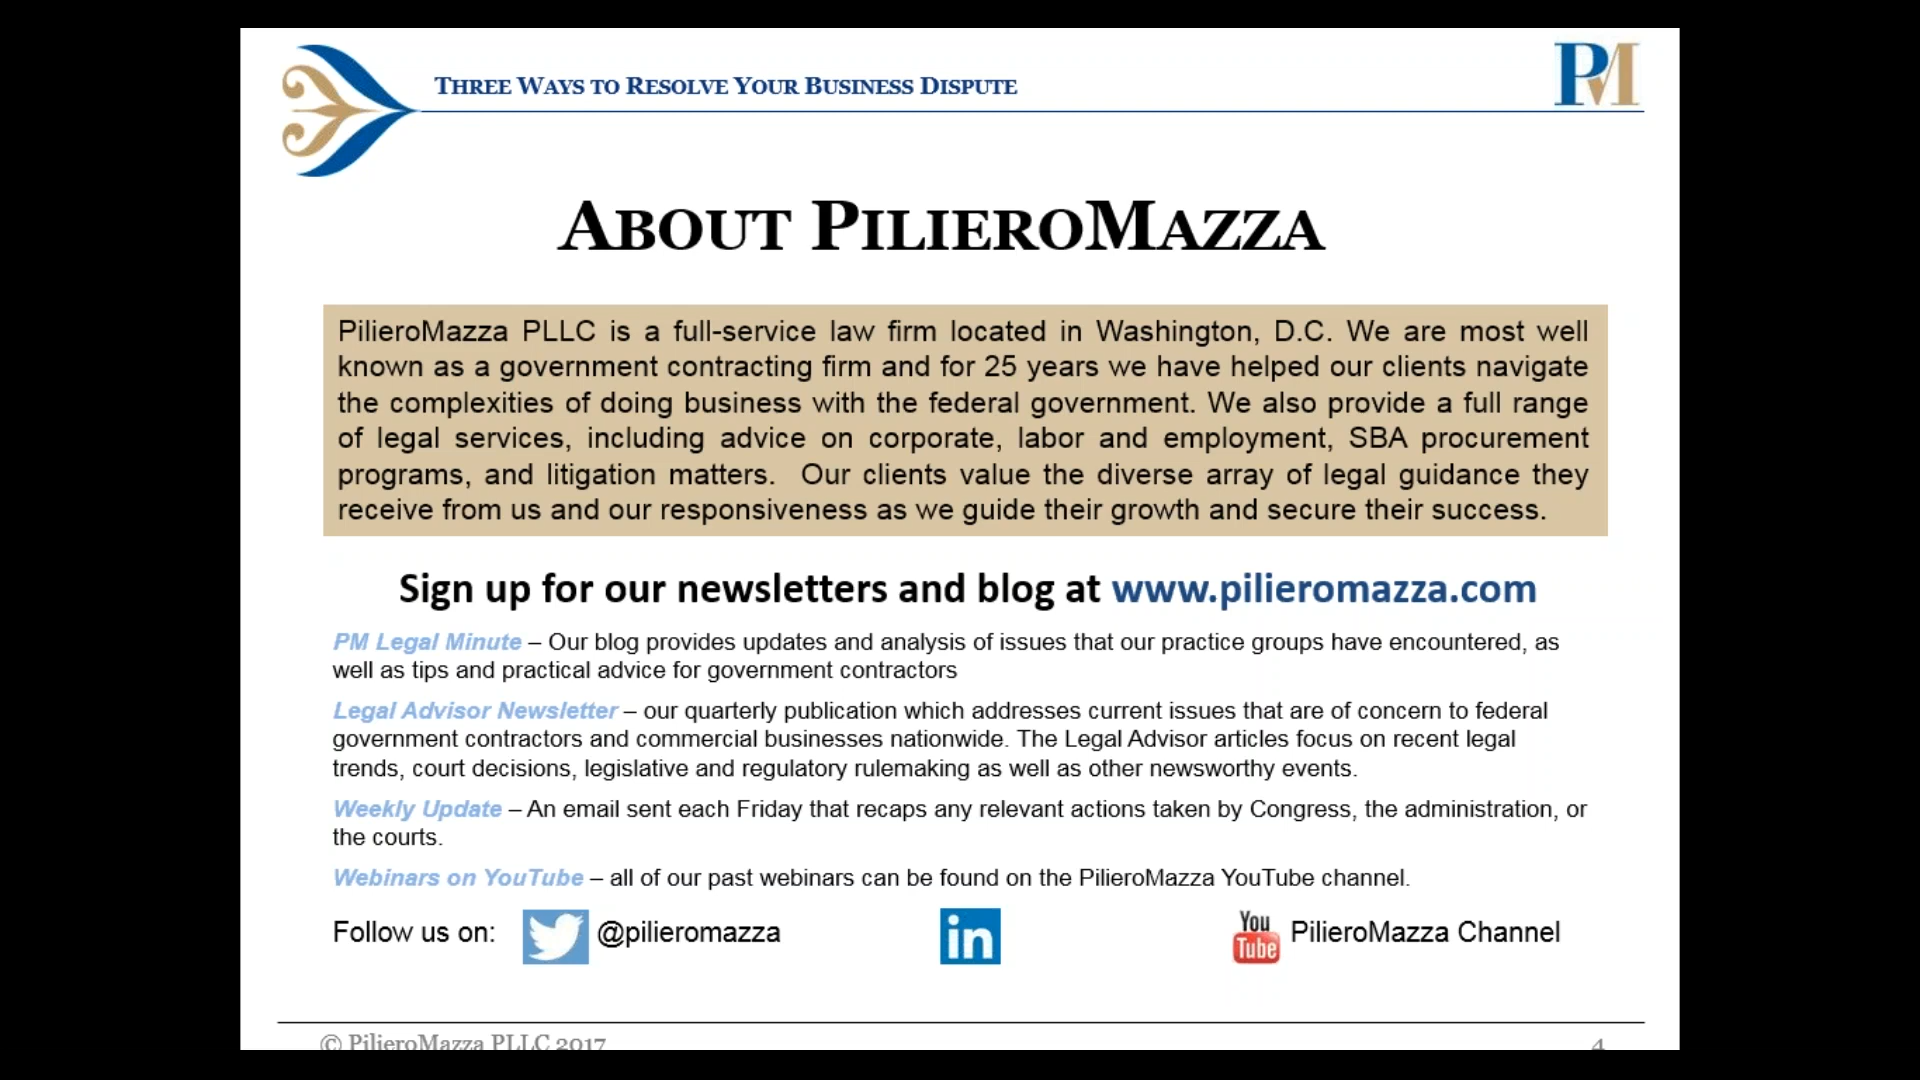 THREE WAYS TO RESOLVE YOUR BUSINESS DISPUTE
PM
ABOUT PILIEROMAZZA
PilieroMazza PLLC is a full-service law firm located in Washington, D.C. We are most well
known as a government contracting firm and for 25 years we have helped our clients navigate
the complexities of doing business with the federal government. We also provide a full range
of legal services, including advice on corporate, labor and employment, SBA procurement
programs, and litigation matters. Our clients value the diverse array of legal guidance they
receive from us and our responsiveness as we guide their growth and secure their success.
Sign up for our newsletters and blog at www.pilieromazza.com
PM Legal Minute – Our blog provides updates and analysis of issues that our practice groups have encountered, as
well as tips and practical advice for government contractors
Legal Advisor Newsletter – our quarterly publication which addresses current issues that are of concern to federal
government contractors and commercial businesses nationwide. The Legal Advisor articles focus on recent legal
trends, court decisions, legislative and regulatory rulemaking as well as other newsworthy events.
Weekly Update – An email sent each Friday that recaps any relevant actions taken by Congress, the administration, or
the courts.
Webinars on YouTube – all of our past webinars can be found on the PilieroMazza YouTube channel.
Follow us on: @pilieromazza in You Tube PilieroMazza Channel
© PilieroMazza PLLC 2017 4